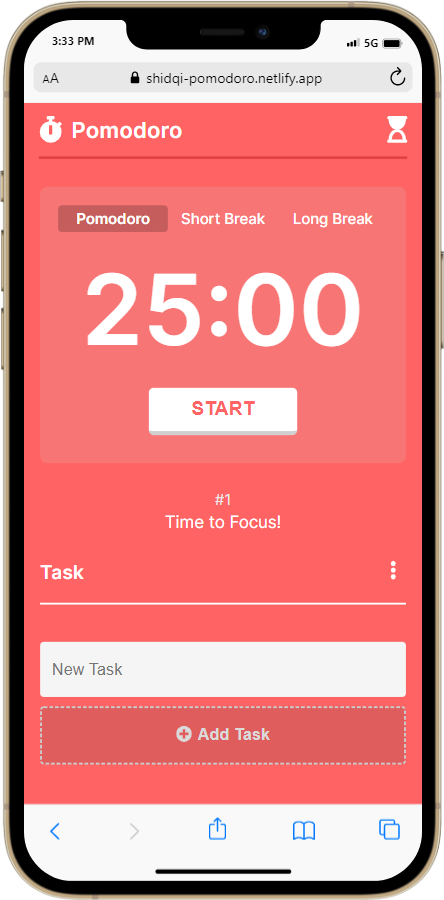 3:33 PM
5G
AA
shidqi-pomodoro.netlify.app
Pomodoro
Pomodoro Short Break Long Break
25:00
START
#1
Time to Focus!
Task
New Task
Add Task